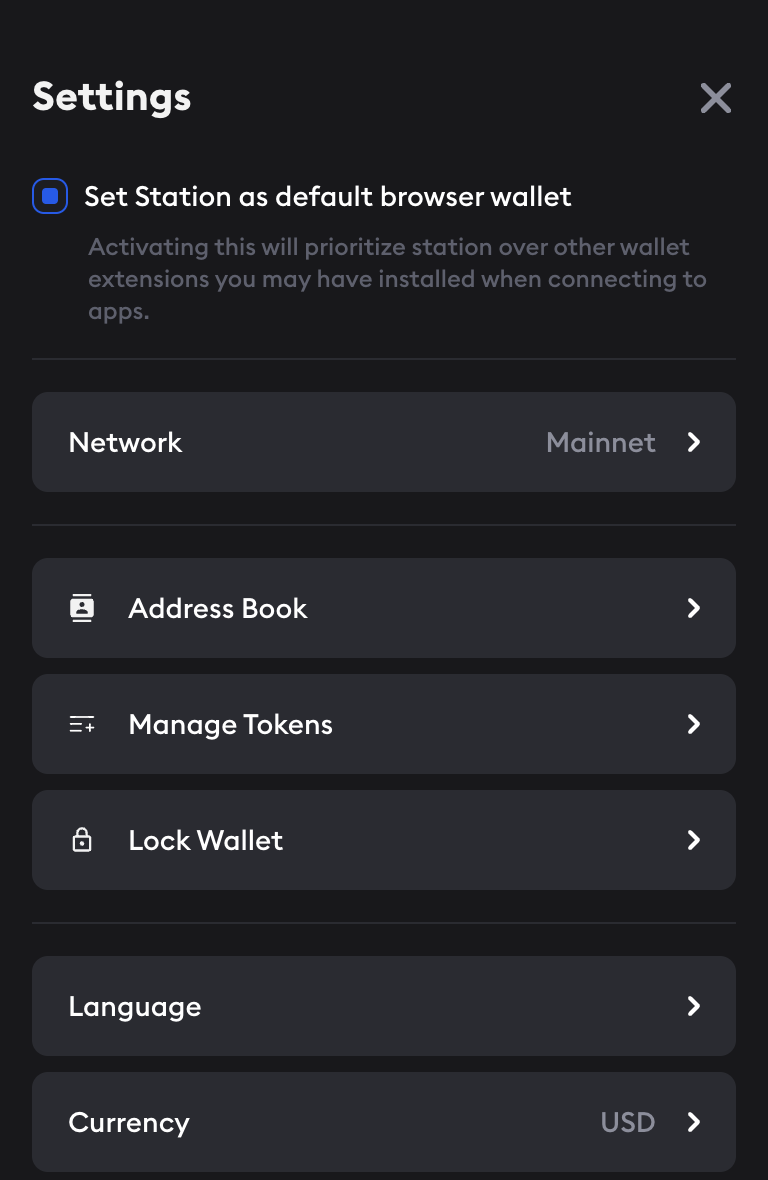 Settings
Set Station as default browser wallet
Activating this will prioritize station over other wallet
extensions you may have installed when connecting to
apps.
Network Mainnet
Address Book
Manage Tokens
Lock Wallet
Language
Currency USD